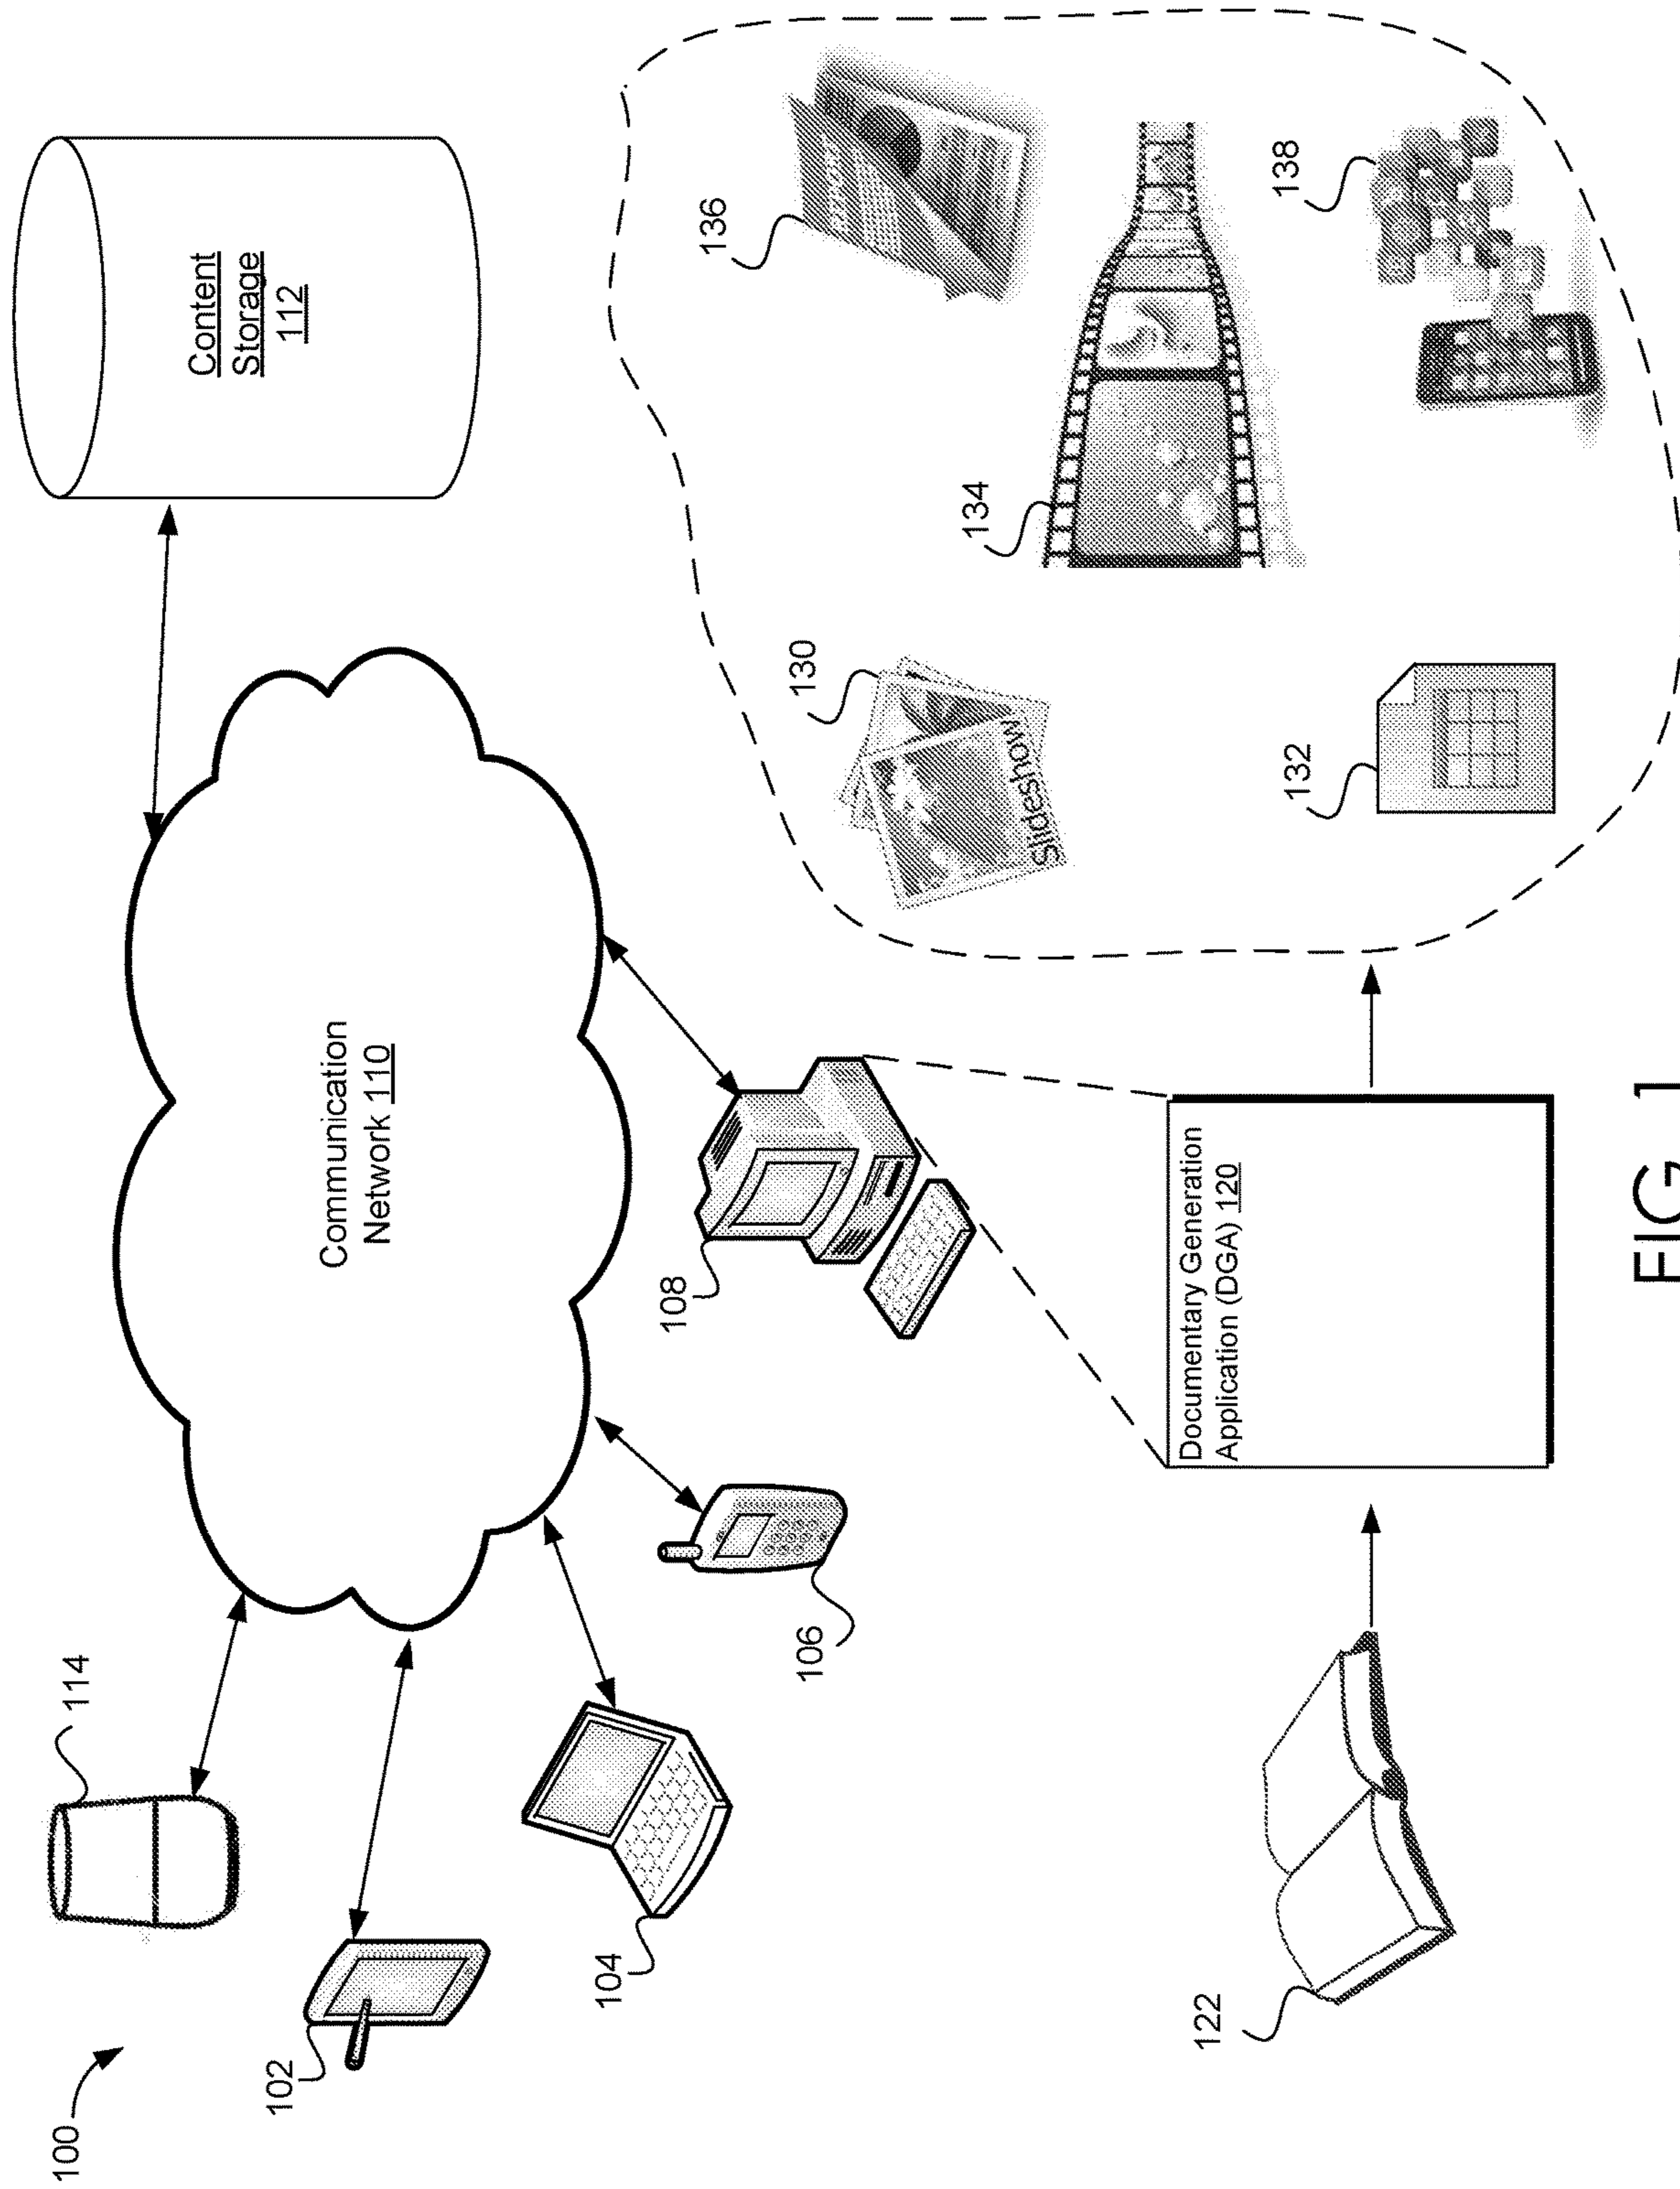 100
114
102
104
106
108
Communication
Network 110
Content
Storage
112
122
Documentary Generation
Application (DGA) 120
130
Slideshow
132
134
136
138
FIG. 1